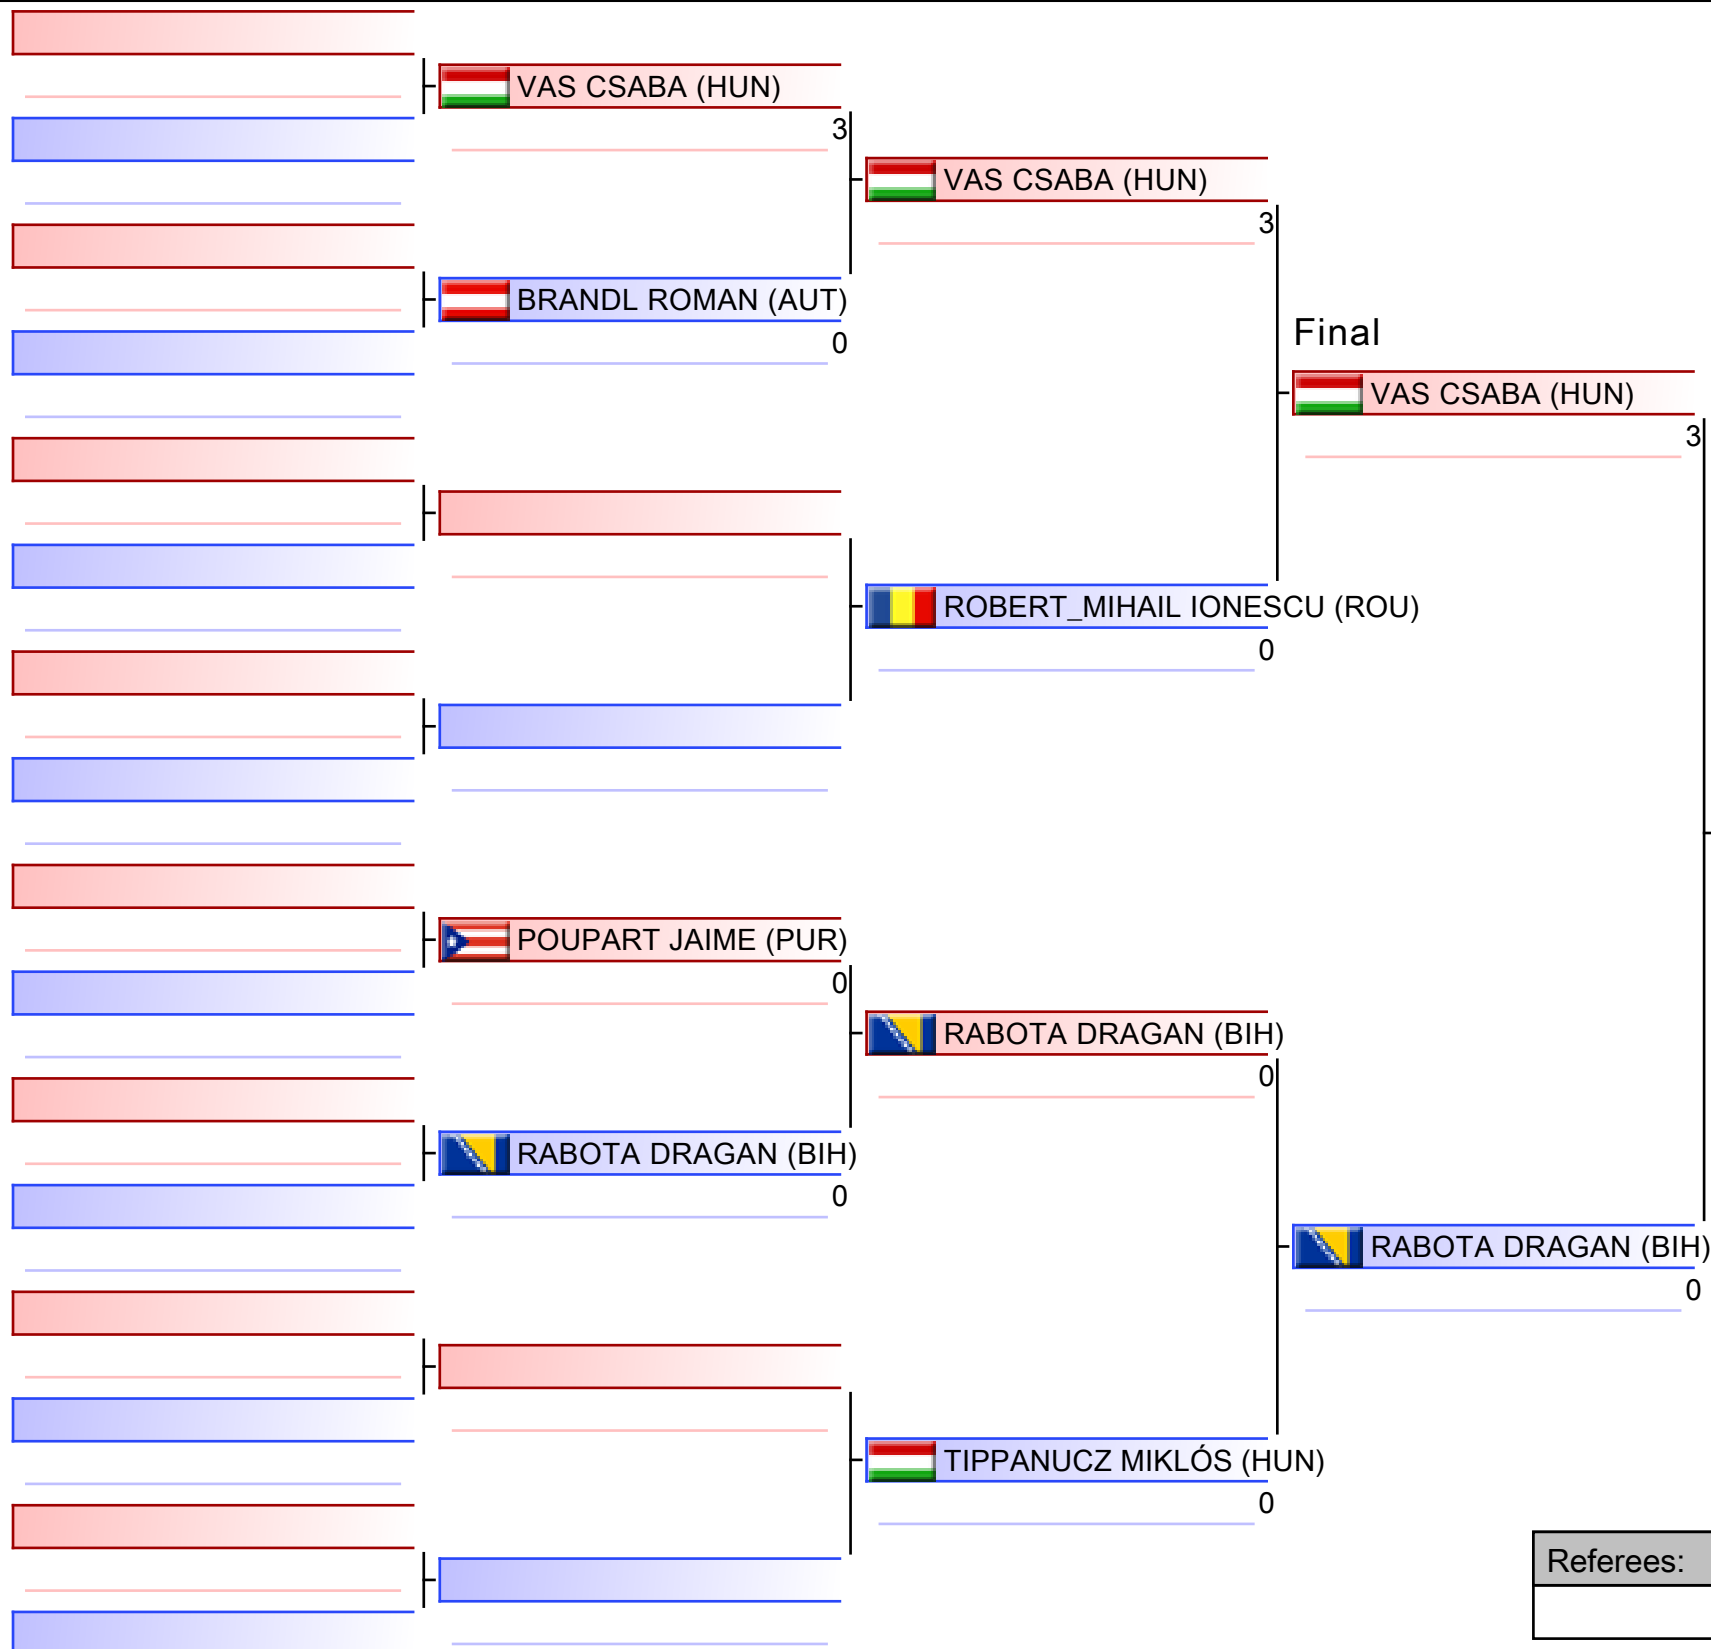 VAS CSABA (HUN)
3
VAS CSABA (HUN)
3
BRANDL ROMAN (AUT)
0
Final
VAS CSABA (HUN)
3
ROBERT_MIHAIL IONESCU (ROU)
0
POUPART JAIME (PUR)
0
RABOTA DRAGAN (BIH)
0
RABOTA DRAGAN (BIH)
0
RABOTA DRAGAN (BIH)
0
TIPPANUCZ MIKLÓS (HUN)
0
Referees: